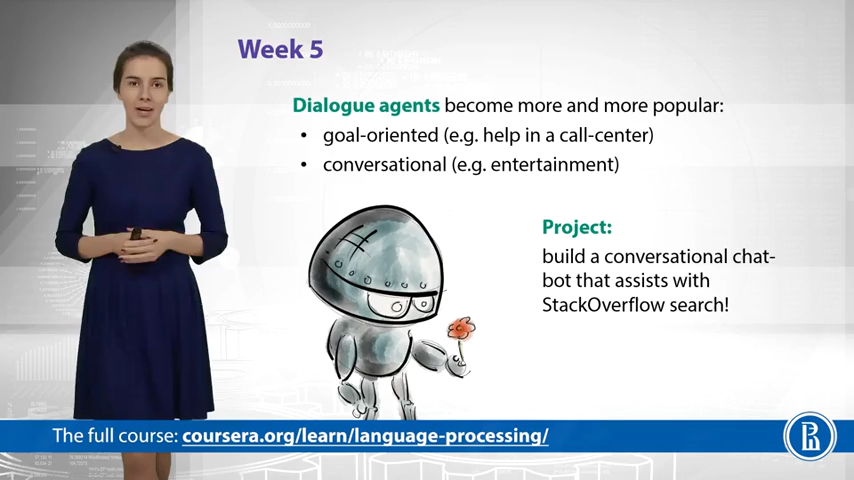 Week 5
Dialogue agents become more and more popular:
• goal-oriented (e.g. help in a call-center)
• conversational (e.g. entertainment)
Project:
build a conversational chat-
bot that assists with
StackOverflow search!
The full course: coursera.org/learn/language-processing/